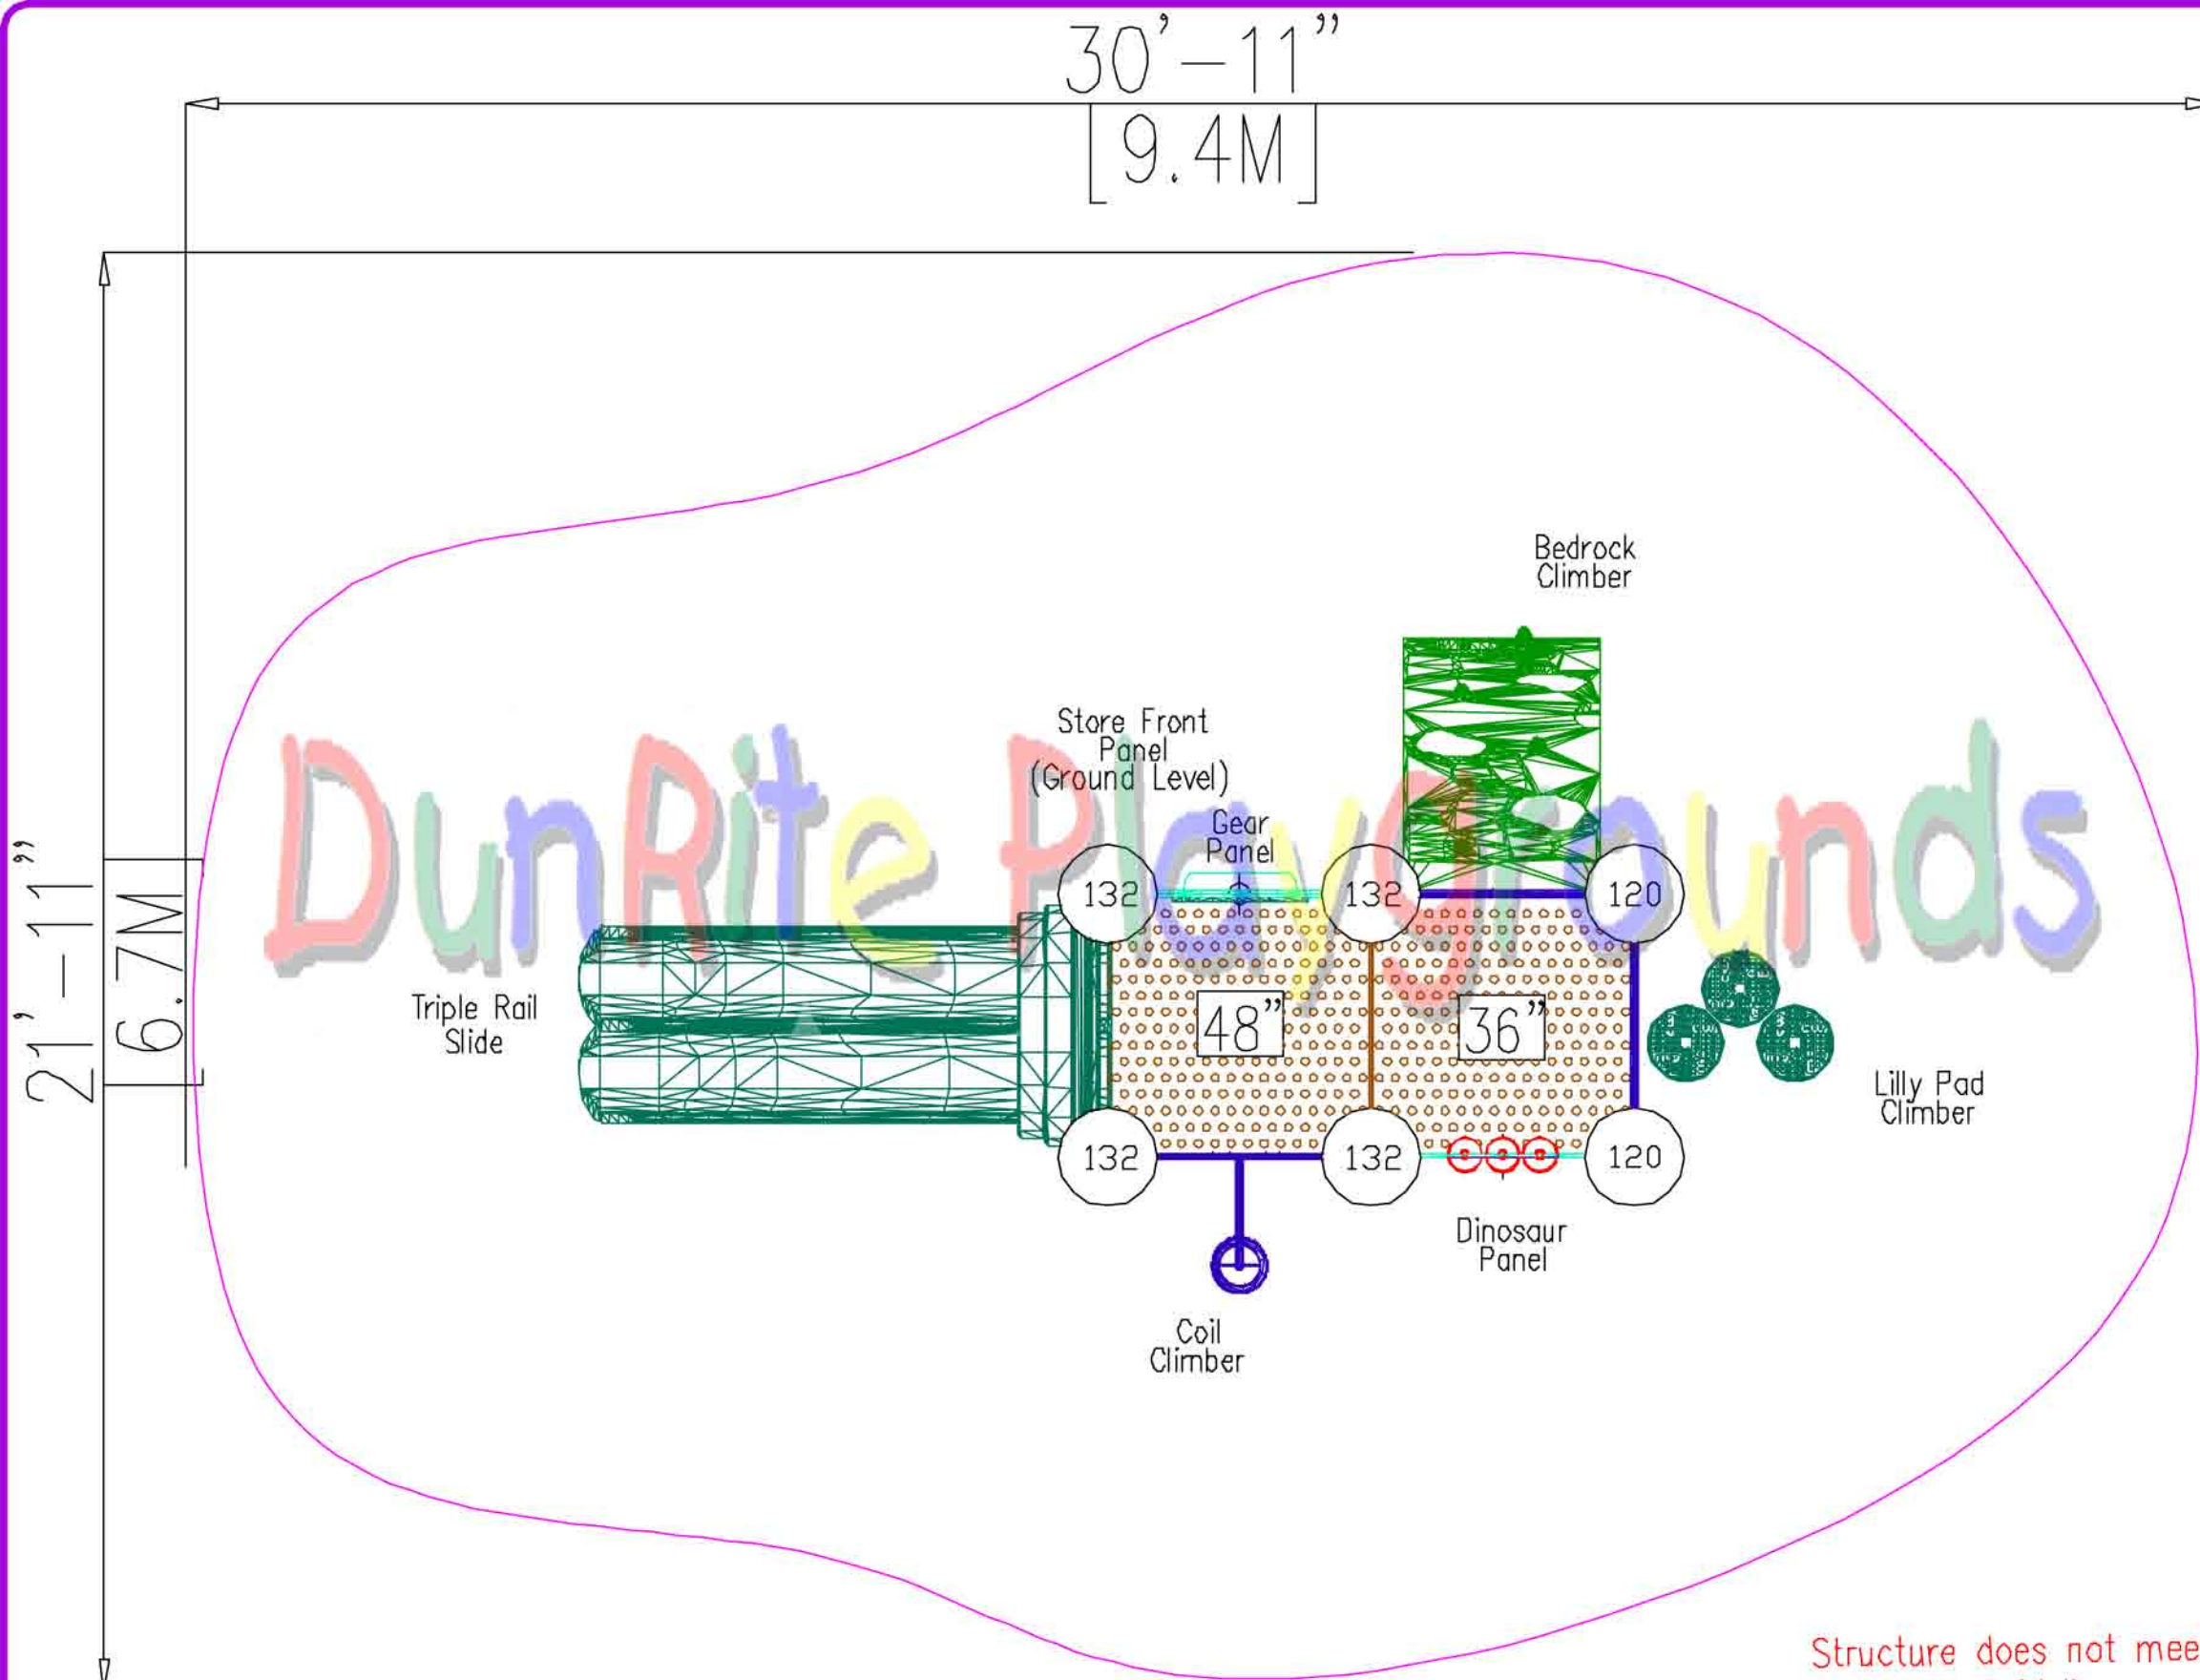 30'-11"
[9.4M]
21'-11"
6.7M
Bedrock
Climber
Store Front
Panel
(Ground Level)
Gear
Panel
DunRite Playgrounds
132
132
120
Triple Rail
Slide
48"
36"
Lilly Pad
Climber
132
132
120
Dinosaur
Panel
Coil
Climber
Structure does not